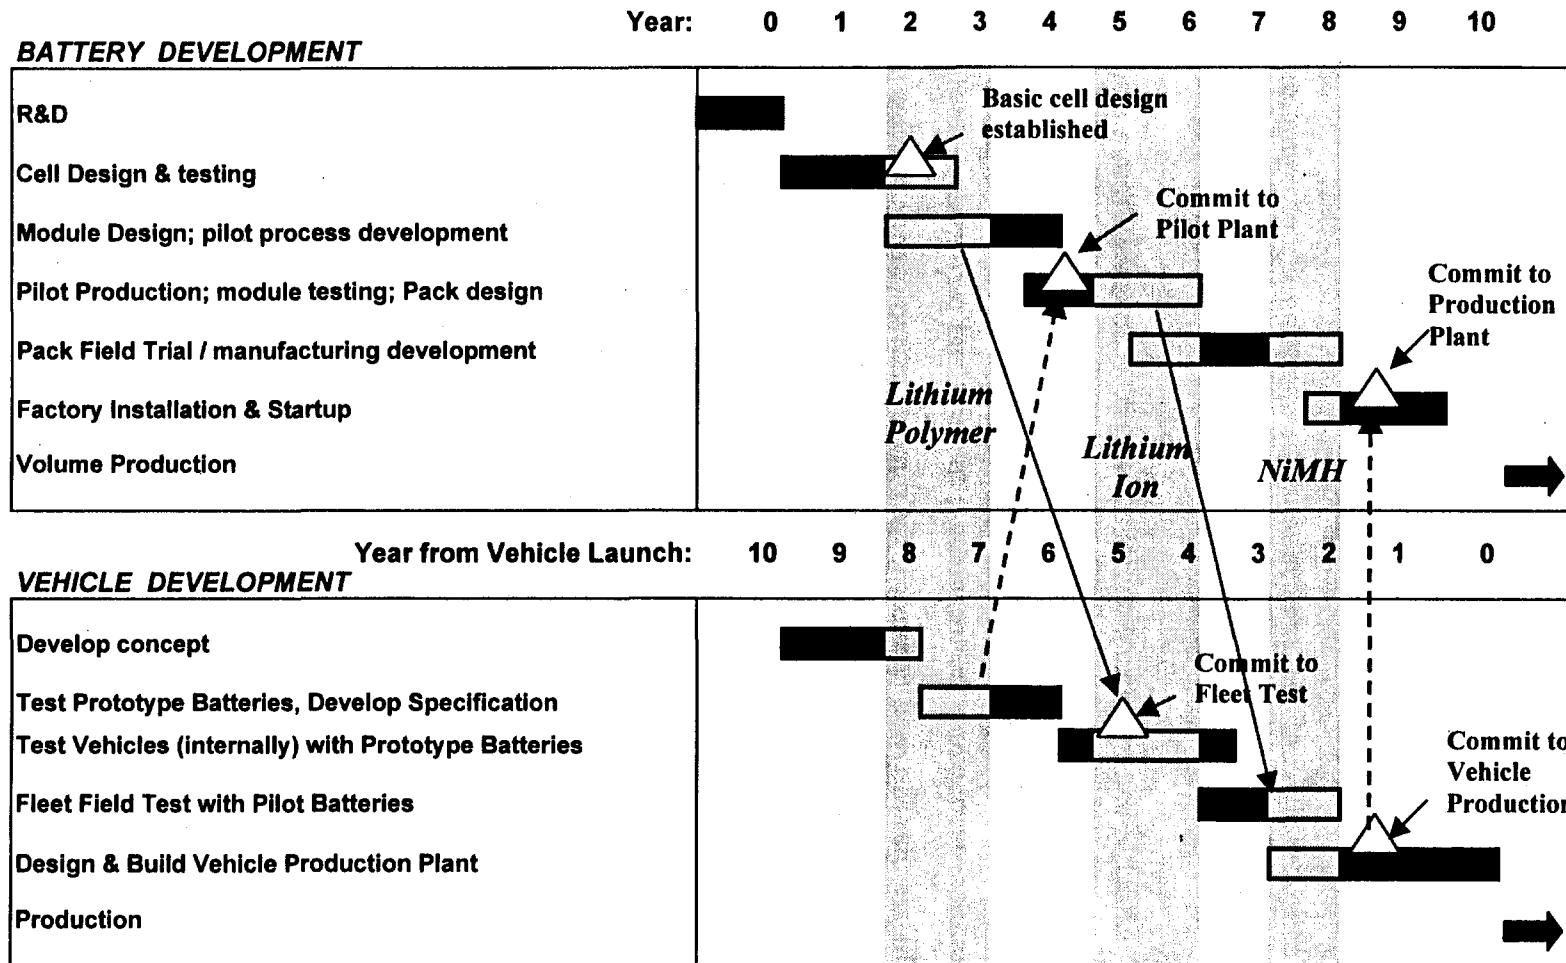 Year: 0 1 2 3 4 5 6 7 8 9 10
BATTERY DEVELOPMENT
R&D
Basic cell design
established
Cell Design & testing
Commit to
Pilot Plant
Module Design; pilot process development
Commit to
Production
Plant
Pilot Production; module testing; Pack design
Pack Field Trial / manufacturing development
Factory Installation & Startup
Lithium
Polymer
Lithium
Ion
NiMH
Volume Production
Year from Vehicle Launch: 10 9 8 7 6 5 4 3 2 1 0
VEHICLE DEVELOPMENT
Develop concept
Commit to
Fleet Test
Test Prototype Batteries, Develop Specification
Test Vehicles (internally) with Prototype Batteries
Commit to
Vehicle
Production
Fleet Field Test with Pilot Batteries
Design & Build Vehicle Production Plant
Production